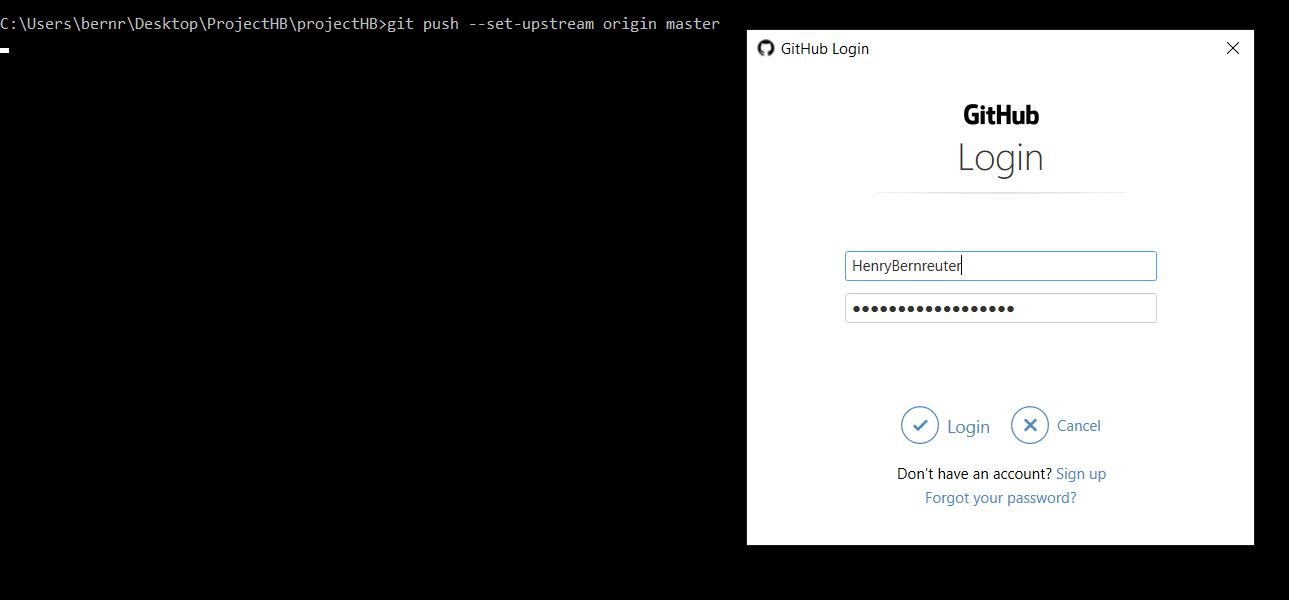 C:\Users\bernr\Desktop\ProjectHB\projectHB>git push --set-upstream origin master
GitHub Login
GitHub
Login
HenryBernreuter
●●●●●●●●●●●●●●●●●●
Login Cancel
Don't have an account? Sign up
Forgot your password?